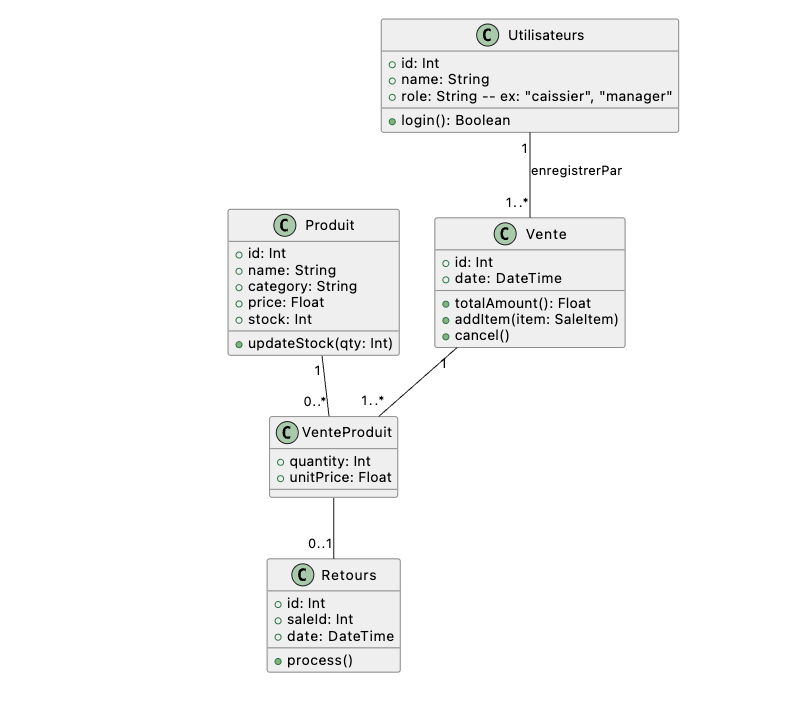 C Utilisateurs
id: Int
name: String
role: String -- ex: "caissier", "manager"
login(): Boolean
1
enregistrerPar
1..*
C Produit
id: Int
name: String
category: String
price: Float
stock: Int
updateStock(qty: Int)
C Vente
id: Int
date: DateTime
totalAmount(): Float
addItem(item: SaleItem)
cancel()
1
1
0..*
1..*
C VenteProduit
quantity: Int
unitPrice: Float
0..1
C Retours
id: Int
saleId: Int
date: DateTime
process()